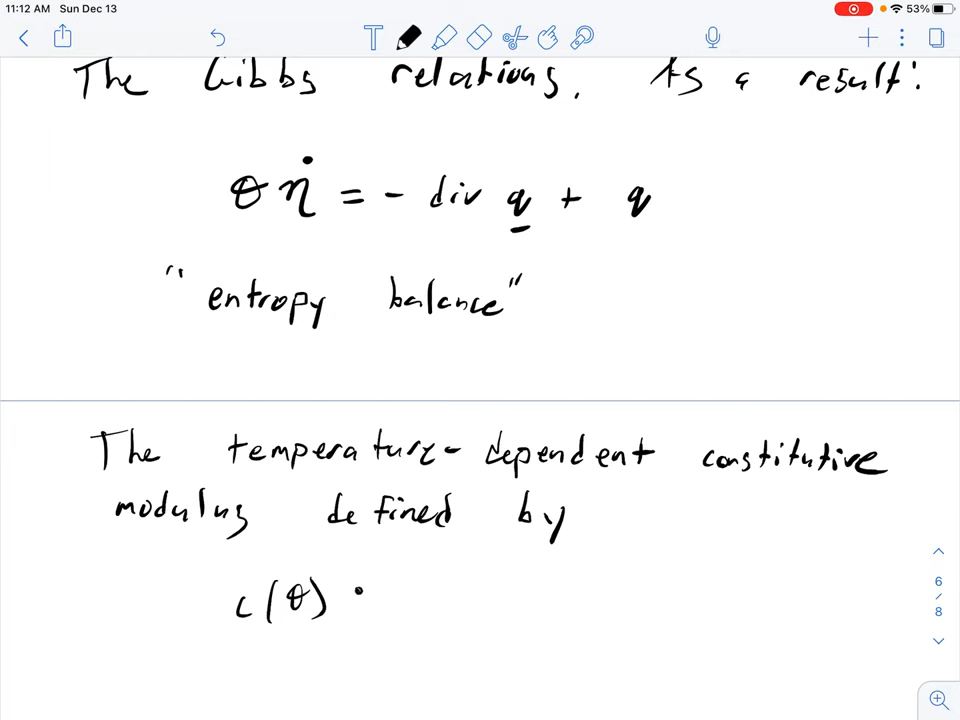 11:12 AM Sun Dec 13 53%
The Gibbs relations. As a result:
θη̇ = - div q̲ + q
"entropy balance"
The temperature-dependent constitutive
modulus defined by
c(θ) .
6
/
8